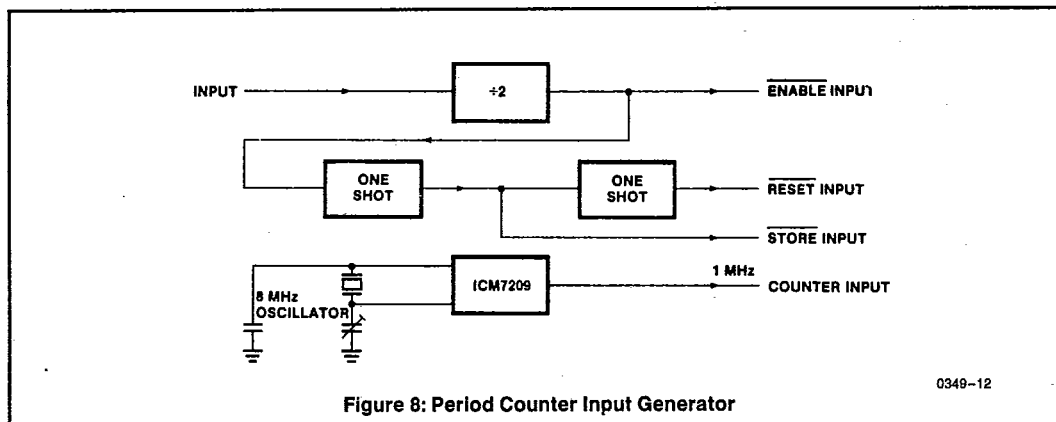 INPUT
÷2
ENABLE INPUT
ONE
SHOT
ONE
SHOT
RESET INPUT
STORE INPUT
8 MHz
OSCILLATOR
ICM7209
1 MHz
COUNTER INPUT
0349-12
Figure 8: Period Counter Input Generator